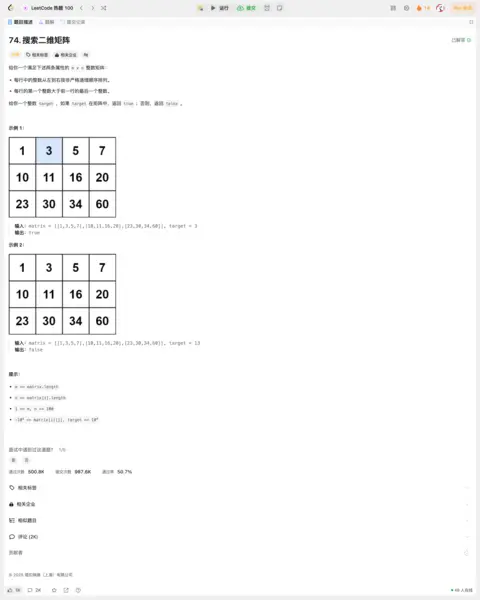 LeetCode 热题 100
运行
提交
题目描述
题解
提交记录
74. 搜索二维矩阵
已解答
中等
相关标签
相关企业
给你一个满足下述两条属性的 m x n 整数矩阵：
每行中的整数从左到右按非严格递增顺序排列。
每行的第一个整数大于前一行的最后一个整数。
给你一个整数 target ，如果 target 在矩阵中，返回 true ；否则，返回 false 。
示例 1：
1 3 5 7
10 11 16 20
23 30 34 60
输入：matrix = [[1,3,5,7],[10,11,16,20],[23,30,34,60]], target = 3
输出：true
示例 2：
1 3 5 7
10 11 16 20
23 30 34 60
输入：matrix = [[1,3,5,7],[10,11,16,20],[23,30,34,60]], target = 13
输出：false
提示：
m == matrix.length
n == matrix[i].length
1 <= m, n <= 100
-10⁴ <= matrix[i][j], target <= 10⁴
面试中遇到过这道题？ 1/5
是 否
通过次数 500.8K
提交次数 987.6K
通过率 50.7%
相关标签
相关企业
相似题目
评论 (2K)
贡献者
© 2025 领扣网络（上海）有限公司
1K
2K
在线